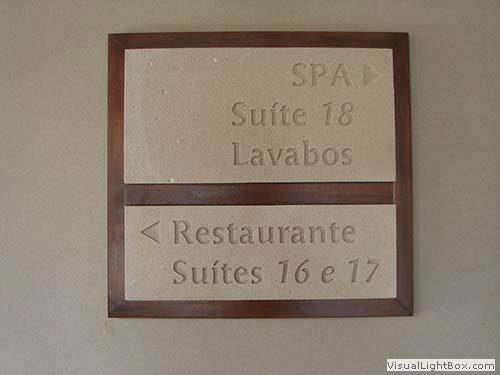 SPA
Suíte 18
Lavabos
Restaurante
Suítes 16 e 17
VisualLightBox.com